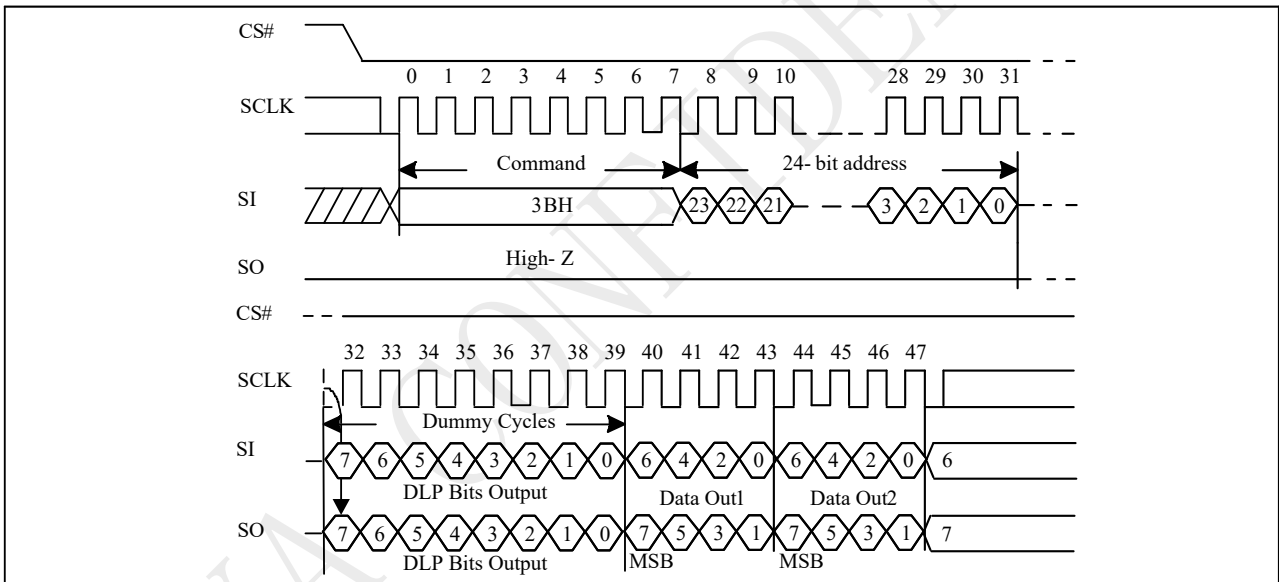 CS#
0 1 2 3 4 5 6 7 8 9 10 28 29 30 31
SCLK
Command 24- bit address
SI 3BH 23 22 21 3 2 1 0
High- Z
SO
CS#
32 33 34 35 36 37 38 39 40 41 42 43 44 45 46 47
SCLK
Dummy Cycles
SI 7 6 5 4 3 2 1 0 6 4 2 0 6 4 2 0 6
DLP Bits Output Data Out1 Data Out2
SO 7 6 5 4 3 2 1 0 7 5 3 1 7 5 3 1 7
DLP Bits Output MSB MSB